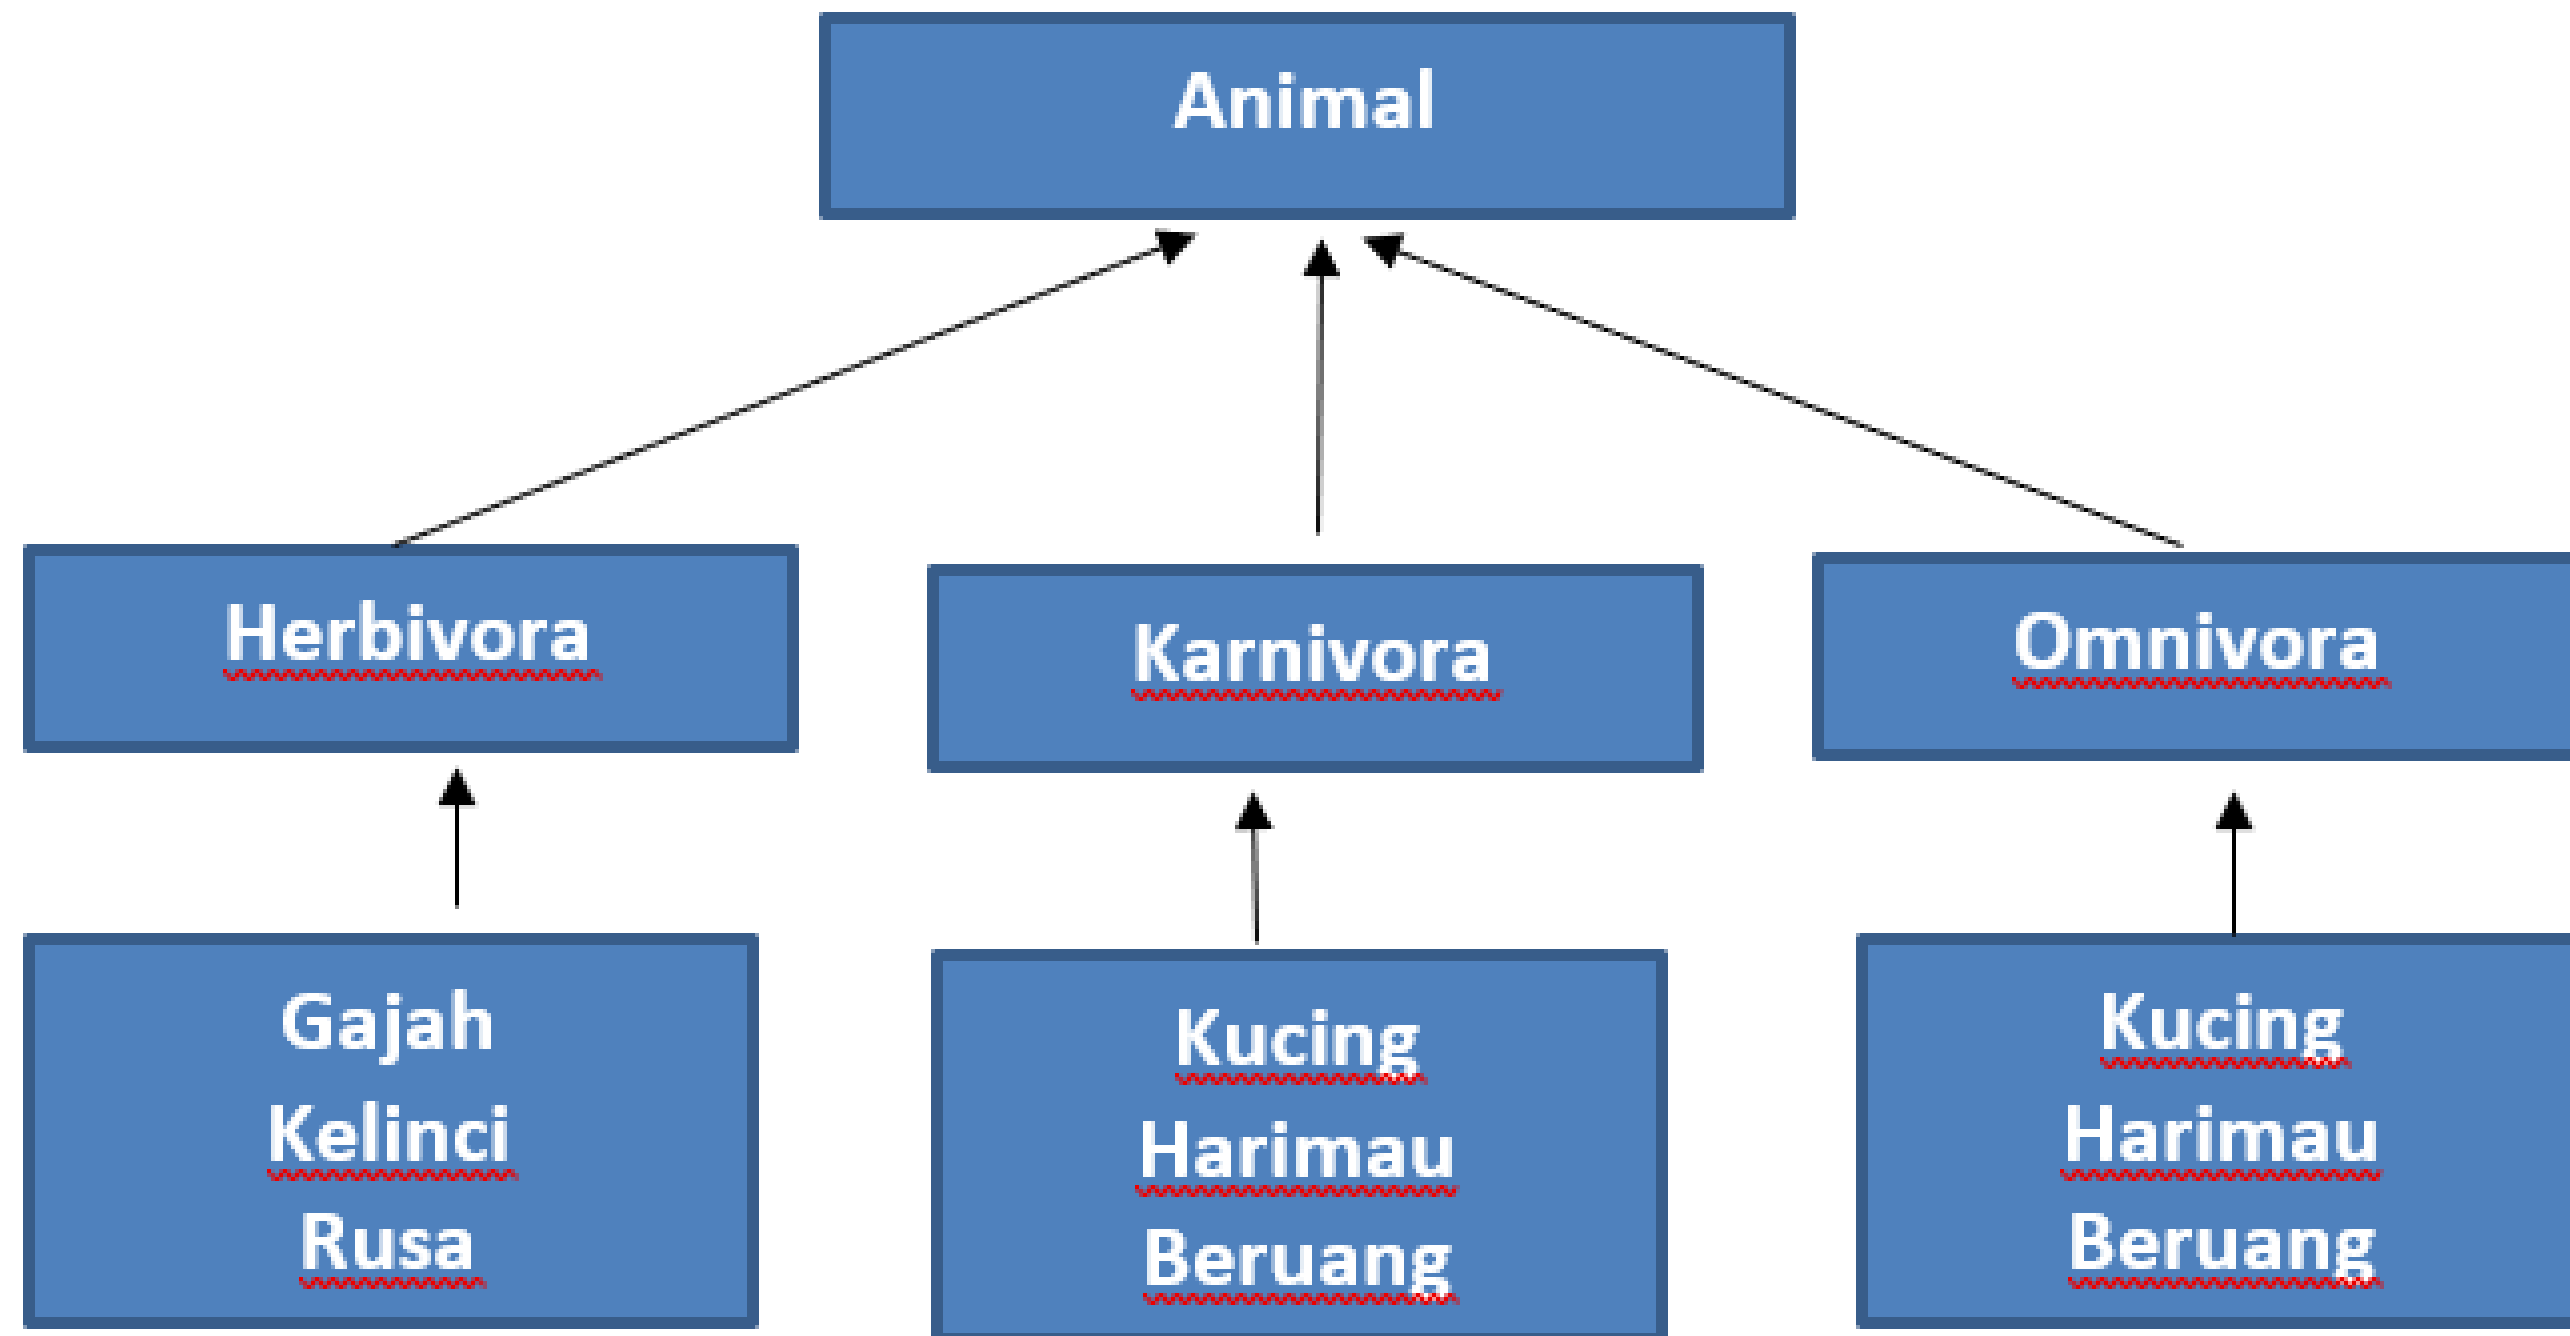 Animal
Herbivora
Karnivora
Omnivora
Gajah
Kelinci
Rusa
Kucing
Harimau
Beruang
Kucing
Harimau
Beruang